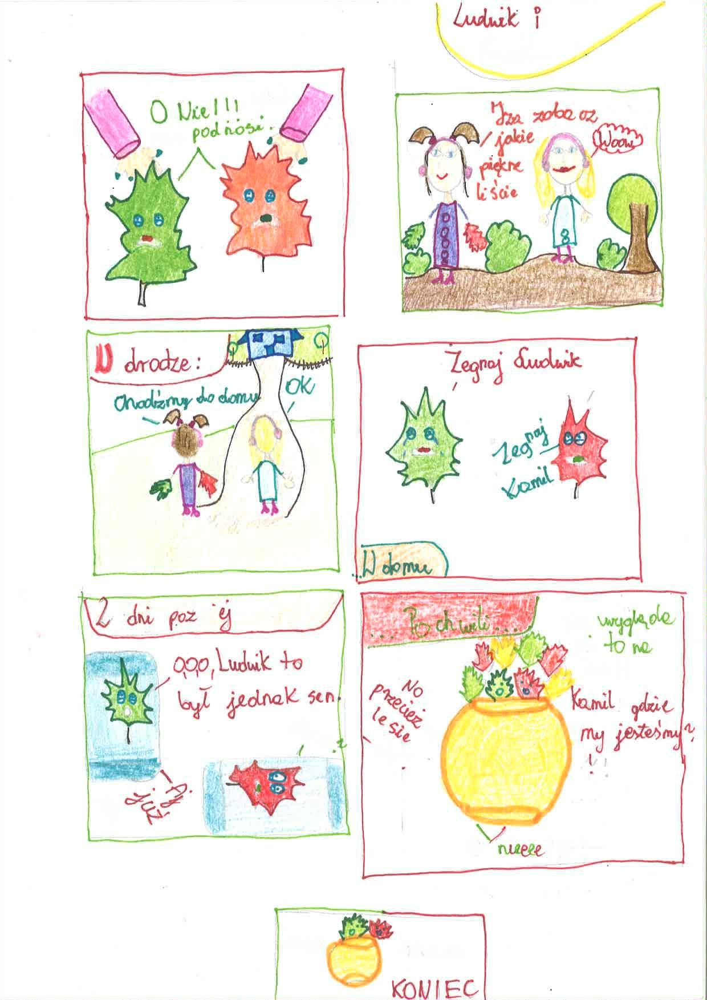 Ludwik i
O Nie!!!
podnosi.
Iza zobacz
jakie
piękne
liście
Woow
W drodze:
Chodźmy do domu
OK
Żegnaj Ludwik
Żegnaj
Kamil
...W domu
2 dni poz ej
O,O,O, Ludwik to
był jednak sen.
już
?
... Po chwili...
wygląda
to na
No
przecież
le sie
Kamil gdzie
my jesteśmy?
!
nieeee
KONIEC